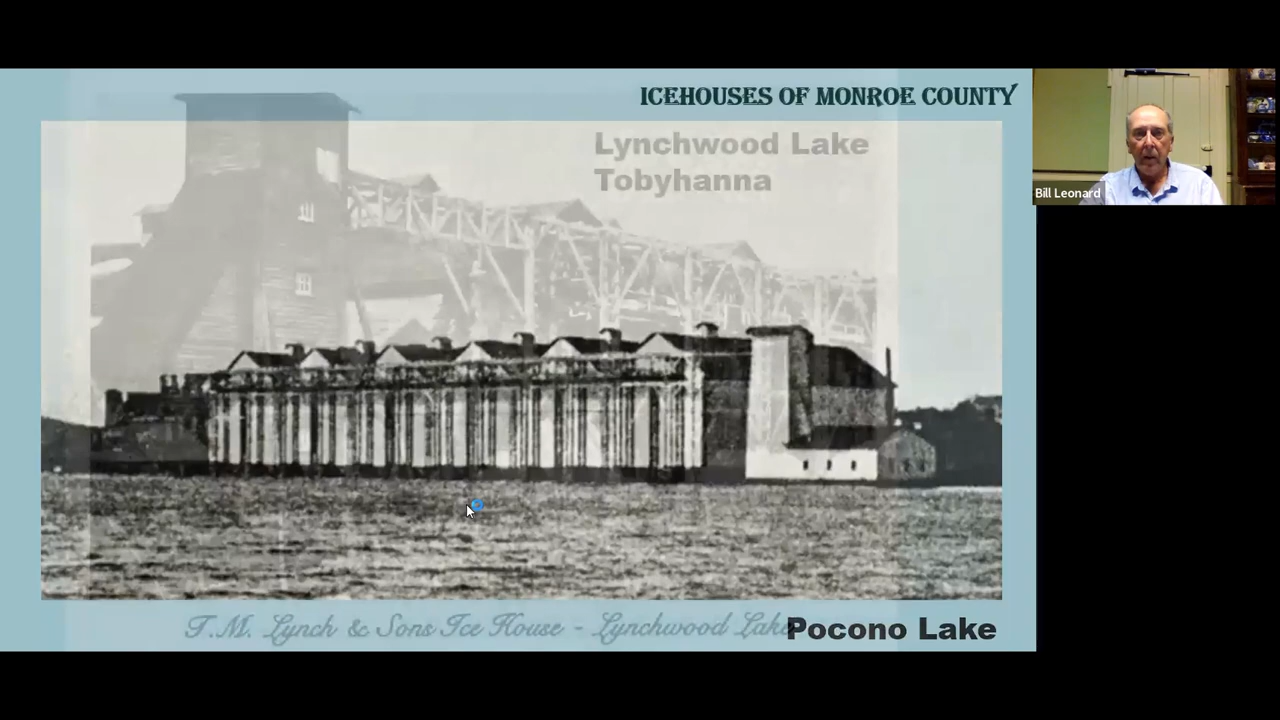 ICEHOUSES OF MONROE COUNTY
Lynchwood Lake
Tobyhanna
Bill Leonard
T.M. Lynch & Sons Ice House - Lynchwood Lake
Pocono Lake